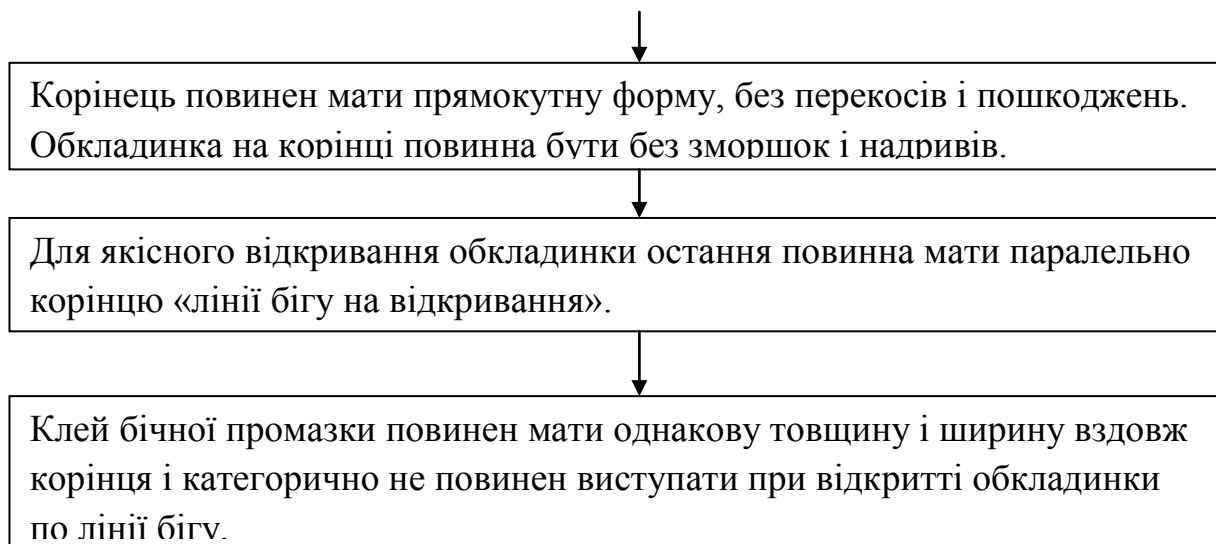 Корінець повинен мати прямокутну форму, без перекосів і пошкоджень.
Обкладинка на корінці повинна бути без зморшок і надривів.
Для якісного відкривання обкладинки остання повинна мати паралельно
корінцю «лінії бігу на відкривання».
Клей бічної промазки повинен мати однакову товщину і ширину вздовж
корінця і категорично не повинен виступати при відкритті обкладинки
по лінії бігу.